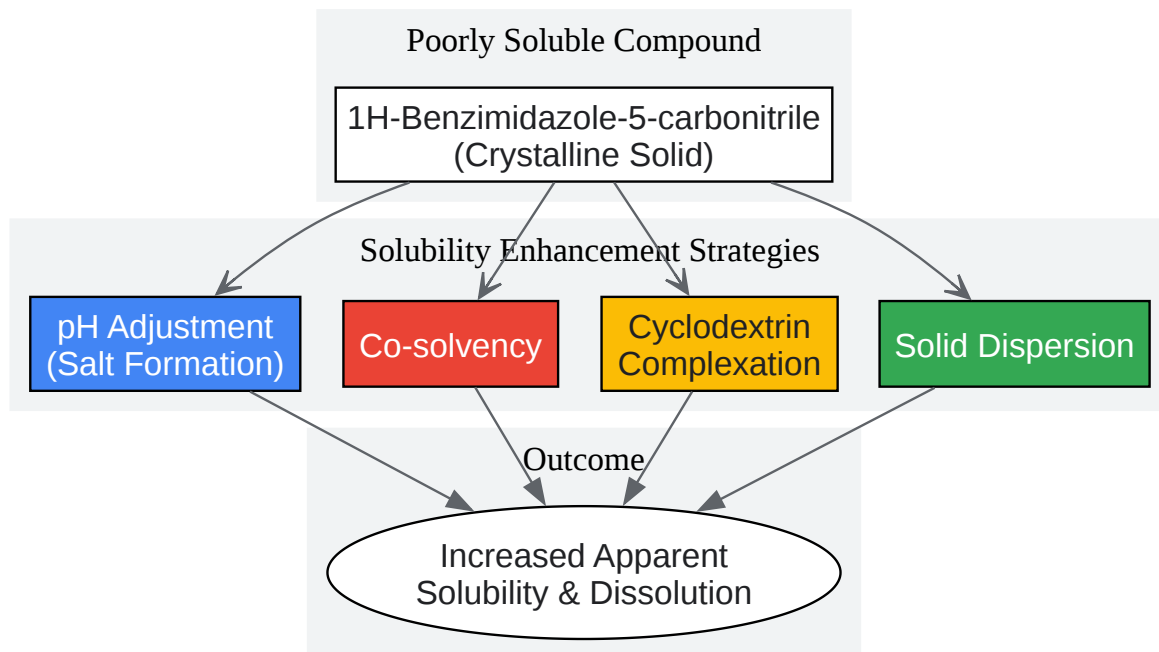 Poorly Soluble Compound
1H-Benzimidazole-5-carbonitrile
(Crystalline Solid)
Solubility Enhancement Strategies
pH Adjustment
(Salt Formation)
Co-solvency
Cyclodextrin
Complexation
Solid Dispersion
Outcome
Increased Apparent
Solubility & Dissolution